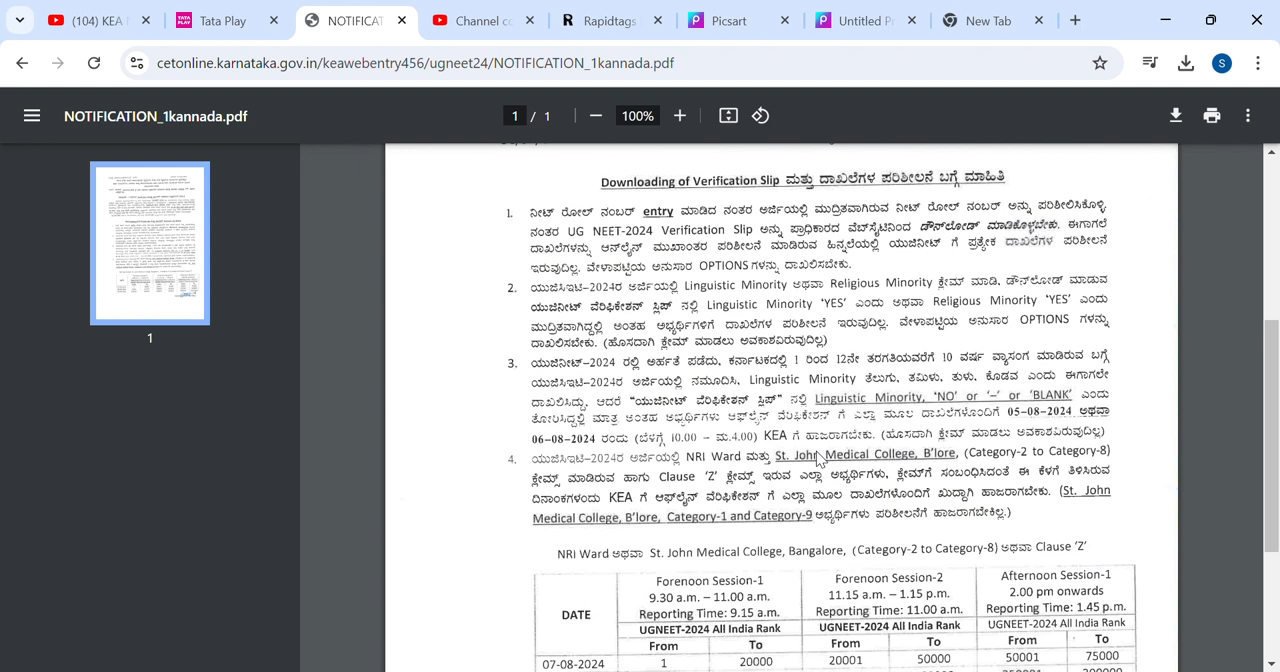 (104) KEA
Tata Play
NOTIFICAT
Channel co
Rapidtags
Picsart
Untitled P
New Tab
cetonline.karnataka.gov.in/keawebentry456/ugneet24/NOTIFICATION_1kannada.pdf
S
NOTIFICATION_1kannada.pdf
1 / 1
100%
1
Downloading of Verification Slip ಮತ್ತು ದಾಖಲೆಗಳ ಪರಿಶೀಲನೆ ಬಗ್ಗೆ ಮಾಹಿತಿ
1. ನೀಟ್ ರೋಲ್ ನಂಬರ್ entry ಮಾಡಿದ ನಂತರ ಅರ್ಜಿಯಲ್ಲಿ ಮುದ್ರಿತವಾಗಿರುವ ನೀಟ್ ರೋಲ್ ನಂಬರ್ ಅನ್ನು ಪರಿಶೀಲಿಸಿಕೊಳ್ಳಿ.
ನಂತರ UG NEET-2024 Verification Slip ಅನ್ನು ಪ್ರಾಧಿಕಾರದ ವೆಬ್‌ಸೈಟ್‌ನಿಂದ ಡೌನ್‌ಲೋಡ್ ಮಾಡಿಕೊಳ್ಳಬೇಕು. ಈಗಾಗಲೆ
ದಾಖಲೆಗಳನ್ನು ಆನ್‌ಲೈನ್ ಮುಖಾಂತರ ಪರಿಶೀಲನೆ ಮಾಡಿರುವ ಹಿನ್ನಲೆಯಲ್ಲಿ ಯುಜಿನೀಟ್ ಗೆ ಪ್ರತ್ಯೇಕ ದಾಖಲೆಗಳ ಪರಿಶೀಲನೆ
ಇರುವುದಿಲ್ಲ. ವೇಳಾಪಟ್ಟಿಯ ಅನುಸಾರ OPTIONS ಗಳನ್ನು ದಾಖಲಿಸಬೇಕು.
2. ಯುಜಿಸಿಇಟಿ-2024ರ ಅರ್ಜಿಯಲ್ಲಿ Linguistic Minority ಅಥವಾ Religious Minority ಕ್ಲೇಮ್ ಮಾಡಿ, ಡೌನ್‌ಲೋಡ್ ಮಾಡುವ
ಯುಜಿನೀಟ್ ವೆರಿಫಿಕೇಶನ್ ಸ್ಲಿಪ್ ನಲ್ಲಿ Linguistic Minority ‘YES’ ಎಂದು ಅಥವಾ Religious Minority ‘YES’ ಎಂದು
ಮುದ್ರಿತವಾಗಿದ್ದಲ್ಲಿ ಅಂತಹ ಅಭ್ಯರ್ಥಿಗಳಿಗೆ ದಾಖಲೆಗಳ ಪರಿಶೀಲನೆ ಇರುವುದಿಲ್ಲ. ವೇಳಾಪಟ್ಟಿಯ ಅನುಸಾರ OPTIONS ಗಳನ್ನು
ದಾಖಲಿಸಬೇಕು. (ಹೊಸದಾಗಿ ಕ್ಲೇಮ್ ಮಾಡಲು ಅವಕಾಶವಿರುವುದಿಲ್ಲ)
3. ಯುಜಿನೀಟ್–2024 ರಲ್ಲಿ ಅರ್ಹತೆ ಪಡೆದು, ಕರ್ನಾಟಕದಲ್ಲಿ 1 ರಿಂದ 12ನೇ ತರಗತಿಯವರೆಗೆ 10 ವರ್ಷ ವ್ಯಾಸಂಗ ಮಾಡಿರುವ ಬಗ್ಗೆ
ಯುಜಿಸಿಇಟಿ-2024ರ ಅರ್ಜಿಯಲ್ಲಿ ನಮೂದಿಸಿ, Linguistic Minority ತೆಲುಗು, ತಮಿಳು, ತುಳು, ಕೊಡವ ಎಂದು ಈಗಾಗಲೇ
ದಾಖಲಿಸಿದ್ದು, ಆದರೆ “ಯುಜಿನೀಟ್ ವೆರಿಫಿಕೇಶನ್ ಸ್ಲಿಪ್” ನಲ್ಲಿ Linguistic Minority, ‘NO’ or ‘–’ or ‘BLANK’ ಎಂದು
ತೋರಿಸಿದ್ದಲ್ಲಿ ಮಾತ್ರ ಅಂತಹ ಅಭ್ಯರ್ಥಿಗಳು ಆಫ್‌ಲೈನ್ ವೆರಿಫಿಕೇಶನ್ ಗೆ ಎಲ್ಲಾ ಮೂಲ ದಾಖಲೆಗಳೊಂದಿಗೆ 05-08-2024 ಅಥವಾ
06-08-2024 ರಂದು (ಬೆಳಿಗ್ಗೆ 10.00 – ಮ.4.00) KEA ಗೆ ಹಾಜರಾಗಬೇಕು. (ಹೊಸದಾಗಿ ಕ್ಲೇಮ್ ಮಾಡಲು ಅವಕಾಶವಿರುವುದಿಲ್ಲ)
4. ಯುಜಿಸಿಇಟಿ-2024ರ ಅರ್ಜಿಯಲ್ಲಿ NRI Ward ಮತ್ತು St. John Medical College, B’lore, (Category-2 to Category-8)
ಕ್ಲೇಮ್ಸ್ ಮಾಡಿರುವ ಹಾಗು Clause ‘Z’ ಕ್ಲೇಮ್ಸ್ ಇರುವ ಎಲ್ಲಾ ಅಭ್ಯರ್ಥಿಗಳು, ಕ್ಲೇಮ್‌ಗೆ ಸಂಬಂಧಿಸಿದಂತೆ ಈ ಕೆಳಗೆ ತಿಳಿಸಿರುವ
ದಿನಾಂಕಗಳಂದು KEA ಗೆ ಆಫ್‌ಲೈನ್ ವೆರಿಫಿಕೇಶನ್ ಗೆ ಎಲ್ಲಾ ಮೂಲ ದಾಖಲೆಗಳೊಂದಿಗೆ ಖುದ್ದಾಗಿ ಹಾಜರಾಗಬೇಕು. (St. John
Medical College, B’lore, Category-1 and Category-9 ಅಭ್ಯರ್ಥಿಗಳು ಪರಿಶೀಲನೆಗೆ ಹಾಜರಾಗಬೇಕಿಲ್ಲ.)
NRI Ward ಅಥವಾ St. John Medical College, Bangalore, (Category-2 to Category-8) ಅಥವಾ Clause ‘Z’
DATE
Forenoon Session-1
9.30 a.m. – 11.00 a.m.
Reporting Time: 9.15 a.m.
Forenoon Session-2
11.15 a.m. – 1.15 p.m.
Reporting Time: 11.00 a.m.
Afternoon Session-1
2.00 pm onwards
Reporting Time: 1.45 p.m.
UGNEET-2024 All India Rank
UGNEET-2024 All India Rank
UGNEET-2024 All India Rank
From To From To From To
07-08-2024 1 20000 20001 50000 50001 75000